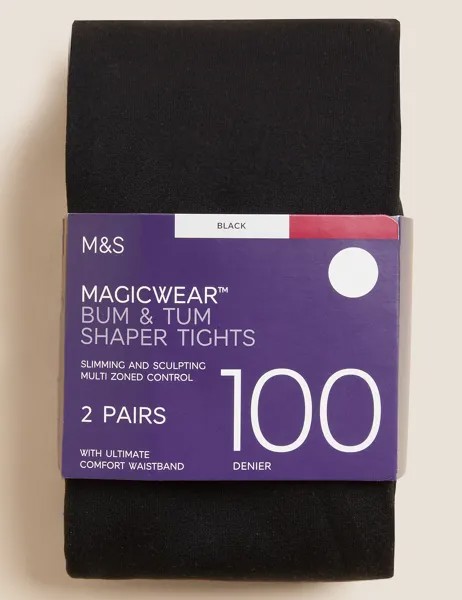 BLACK
M&S
MAGICWEAR™
BUM & TUM
SHAPER TIGHTS
SLIMMING AND SCULPTING
MULTI ZONED CONTROL
2 PAIRS
100
DENIER
WITH ULTIMATE
COMFORT WAISTBAND